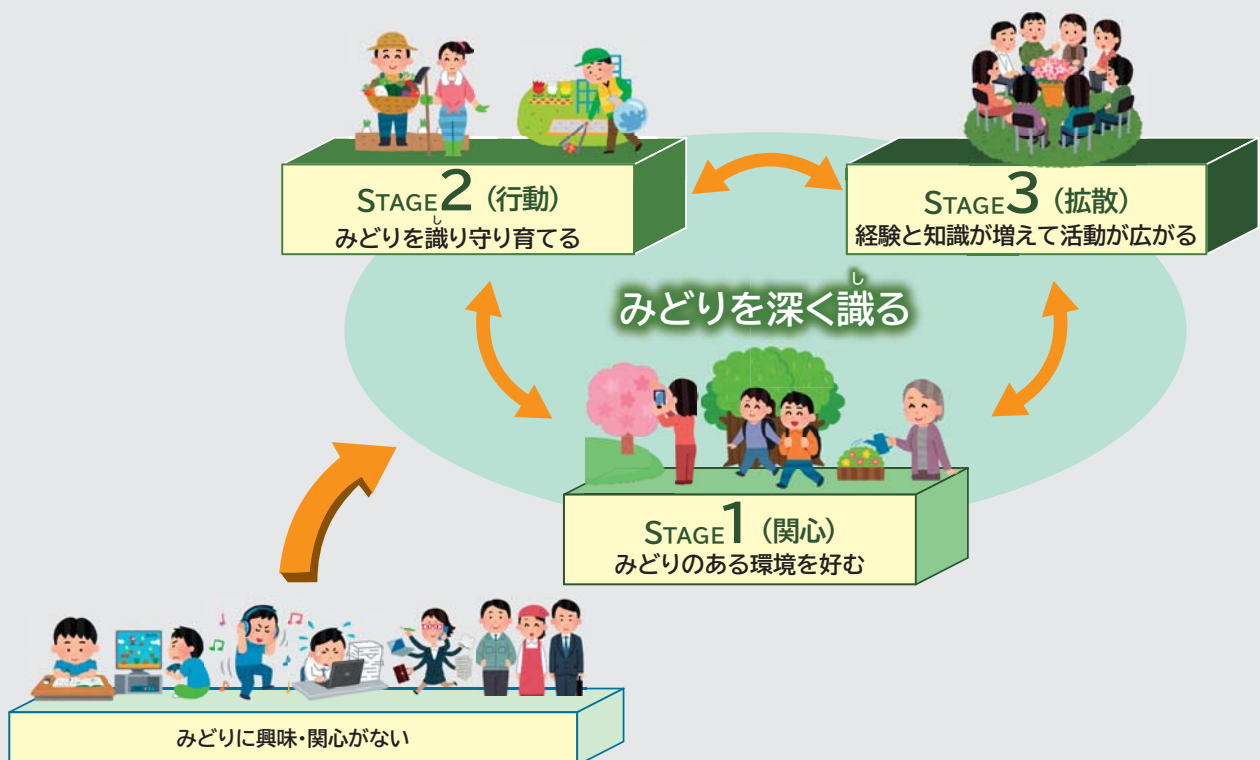 STAGE2（行動）
みどりを識り守り育てる
し
STAGE3（拡散）
経験と知識が増えて活動が広がる
し
みどりを深く識る
STAGE1（関心）
みどりのある環境を好む
みどりに興味・関心がない